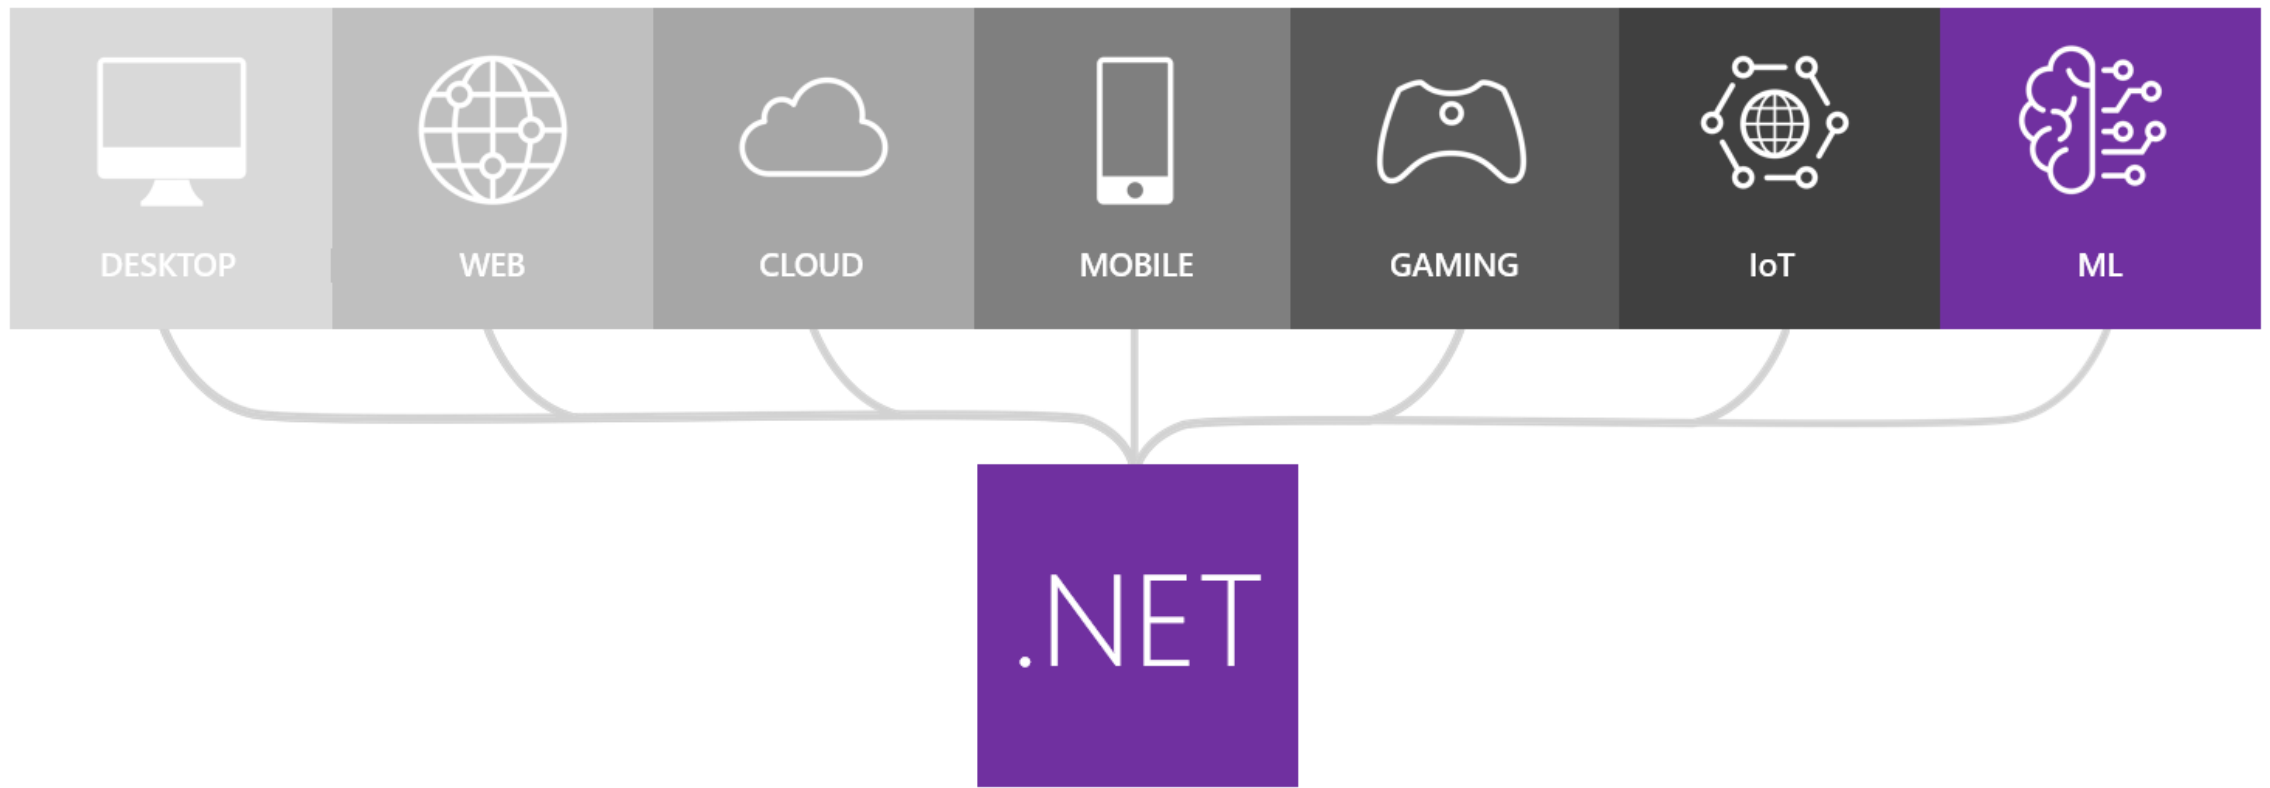 DESKTOP
WEB
CLOUD
MOBILE
GAMING
IoT
ML
.NET